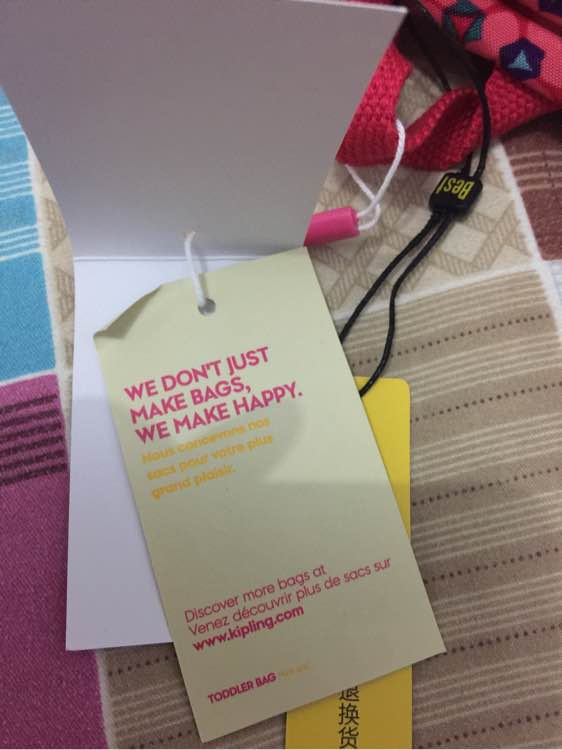 Best
WE DON'T JUST
MAKE BAGS,
WE MAKE HAPPY.
Nous concevons nos
sacs pour votre plus
grand plaisir.
Discover more bags at
Venez découvrir plus de sacs sur
www.kipling.com
TODDLER BAG
退换货